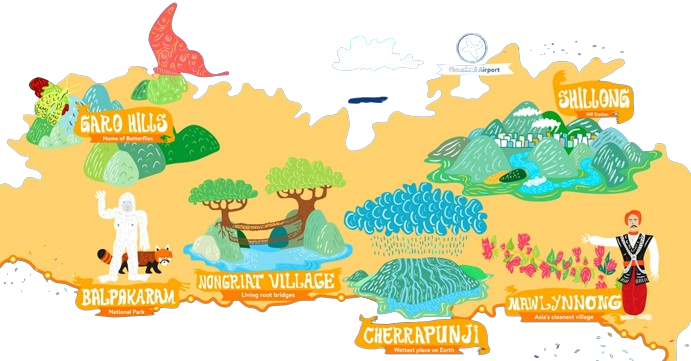 Airport
SHILLONG
Hill Station
GARO HILLS
Home of Butterflies
BALPAKARAM
National Park
NONGRIAT VILLAGE
Living root bridges
CHERRAPUNJI
Wettest place on Earth
MAWLYNNONG
Asia's cleanest village